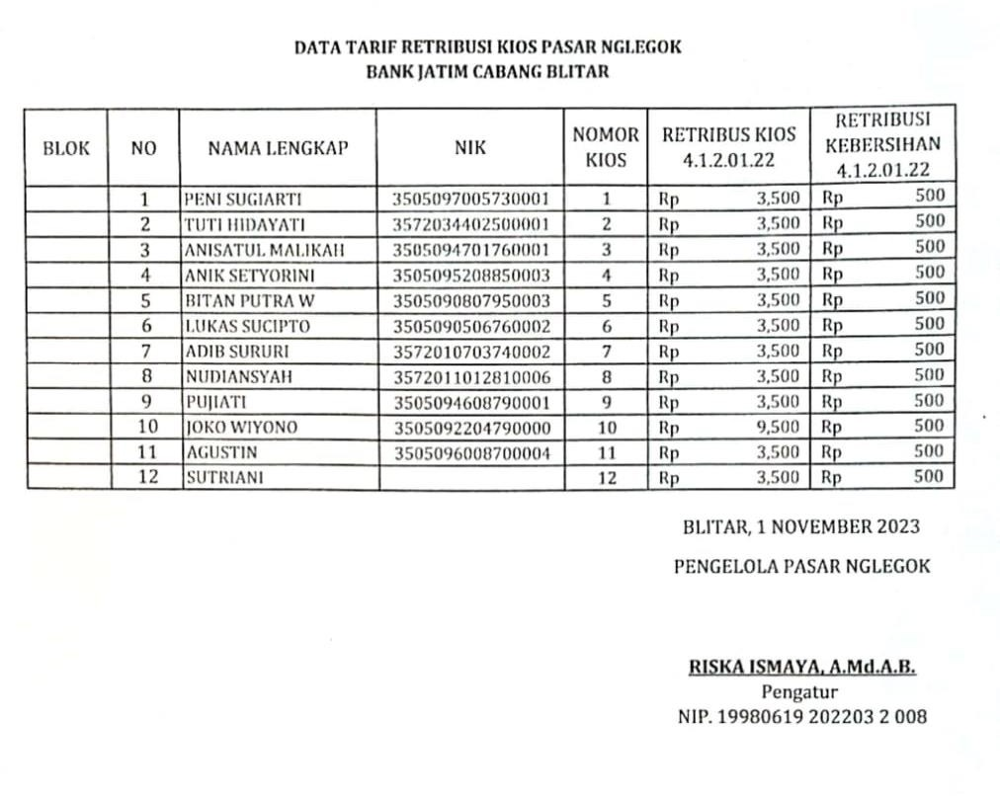 DATA TARIF RETRIBUSI KIOS PASAR NGLEGOK
BANK JATIM CABANG BLITAR
BLOK NO NAMA LENGKAP NIK NOMOR KIOS RETRIBUS KIOS 4.1.2.01.22 RETRIBUSI KEBERSIHAN 4.1.2.01.22
1 PENI SUGIARTI 3505097005730001 1 Rp 3,500 Rp 500
2 TUTI HIDAYATI 3572034402500001 2 Rp 3,500 Rp 500
3 ANISATUL MALIKAH 3505094701760001 3 Rp 3,500 Rp 500
4 ANIK SETYORINI 3505095208850003 4 Rp 3,500 Rp 500
5 BITAN PUTRA W 3505090807950003 5 Rp 3,500 Rp 500
6 LUKAS SUCIPTO 3505090506760002 6 Rp 3,500 Rp 500
7 ADIB SURURI 3572010703740002 7 Rp 3,500 Rp 500
8 NUDIANSYAH 3572011012810006 8 Rp 3,500 Rp 500
9 PUJIATI 3505094608790001 9 Rp 3,500 Rp 500
10 JOKO WIYONO 3505092204790000 10 Rp 9,500 Rp 500
11 AGUSTIN 3505096008700004 11 Rp 3,500 Rp 500
12 SUTRIANI 12 Rp 3,500 Rp 500
BLITAR, 1 NOVEMBER 2023
PENGELOLA PASAR NGLEGOK
RISKA ISMAYA, A.Md.A.B.
Pengatur
NIP. 19980619 202203 2 008